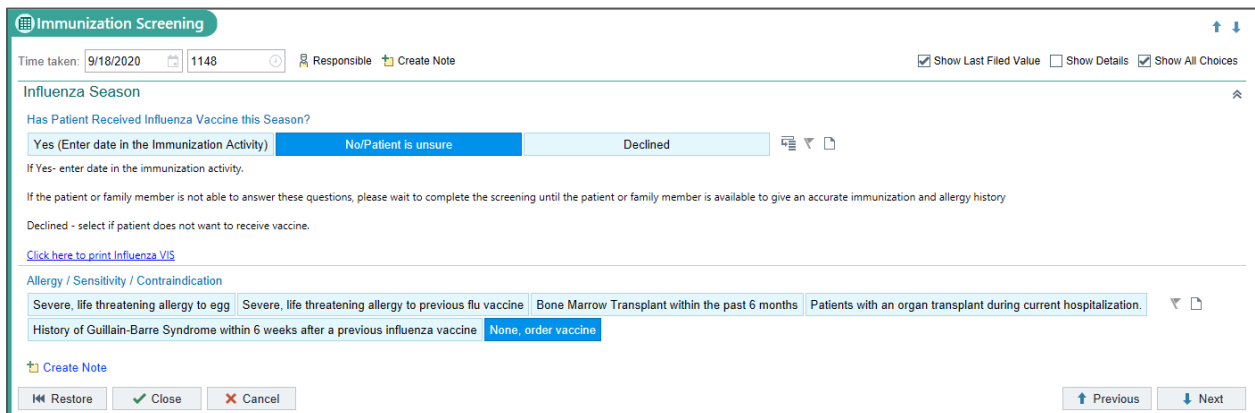 Immunization Screening
Time taken: 9/18/2020 1148 Responsible Create Note Show Last Filed Value Show Details Show All Choices
Influenza Season
Has Patient Received Influenza Vaccine this Season?
Yes (Enter date in the Immunization Activity) No/Patient is unsure Declined
If Yes- enter date in the immunization activity.
If the patient or family member is not able to answer these questions, please wait to complete the screening until the patient or family member is available to give an accurate immunization and allergy history
Declined - select if patient does not want to receive vaccine.
Click here to print Influenza VIS
Allergy / Sensitivity / Contraindication
Severe, life threatening allergy to egg Severe, life threatening allergy to previous flu vaccine Bone Marrow Transplant within the past 6 months Patients with an organ transplant during current hospitalization.
History of Guillain-Barre Syndrome within 6 weeks after a previous influenza vaccine None, order vaccine
Create Note
Restore Close Cancel Previous Next